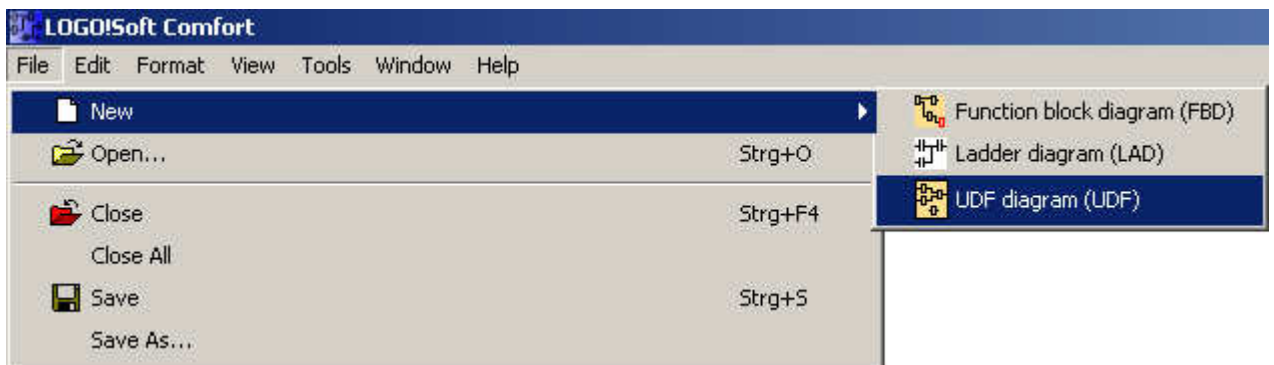 LOGO!Soft Comfort
File Edit Format View Tools Window Help
New
Open... Strg+O
Close Strg+F4
Close All
Save Strg+S
Save As...
Function block diagram (FBD)
Ladder diagram (LAD)
UDF diagram (UDF)